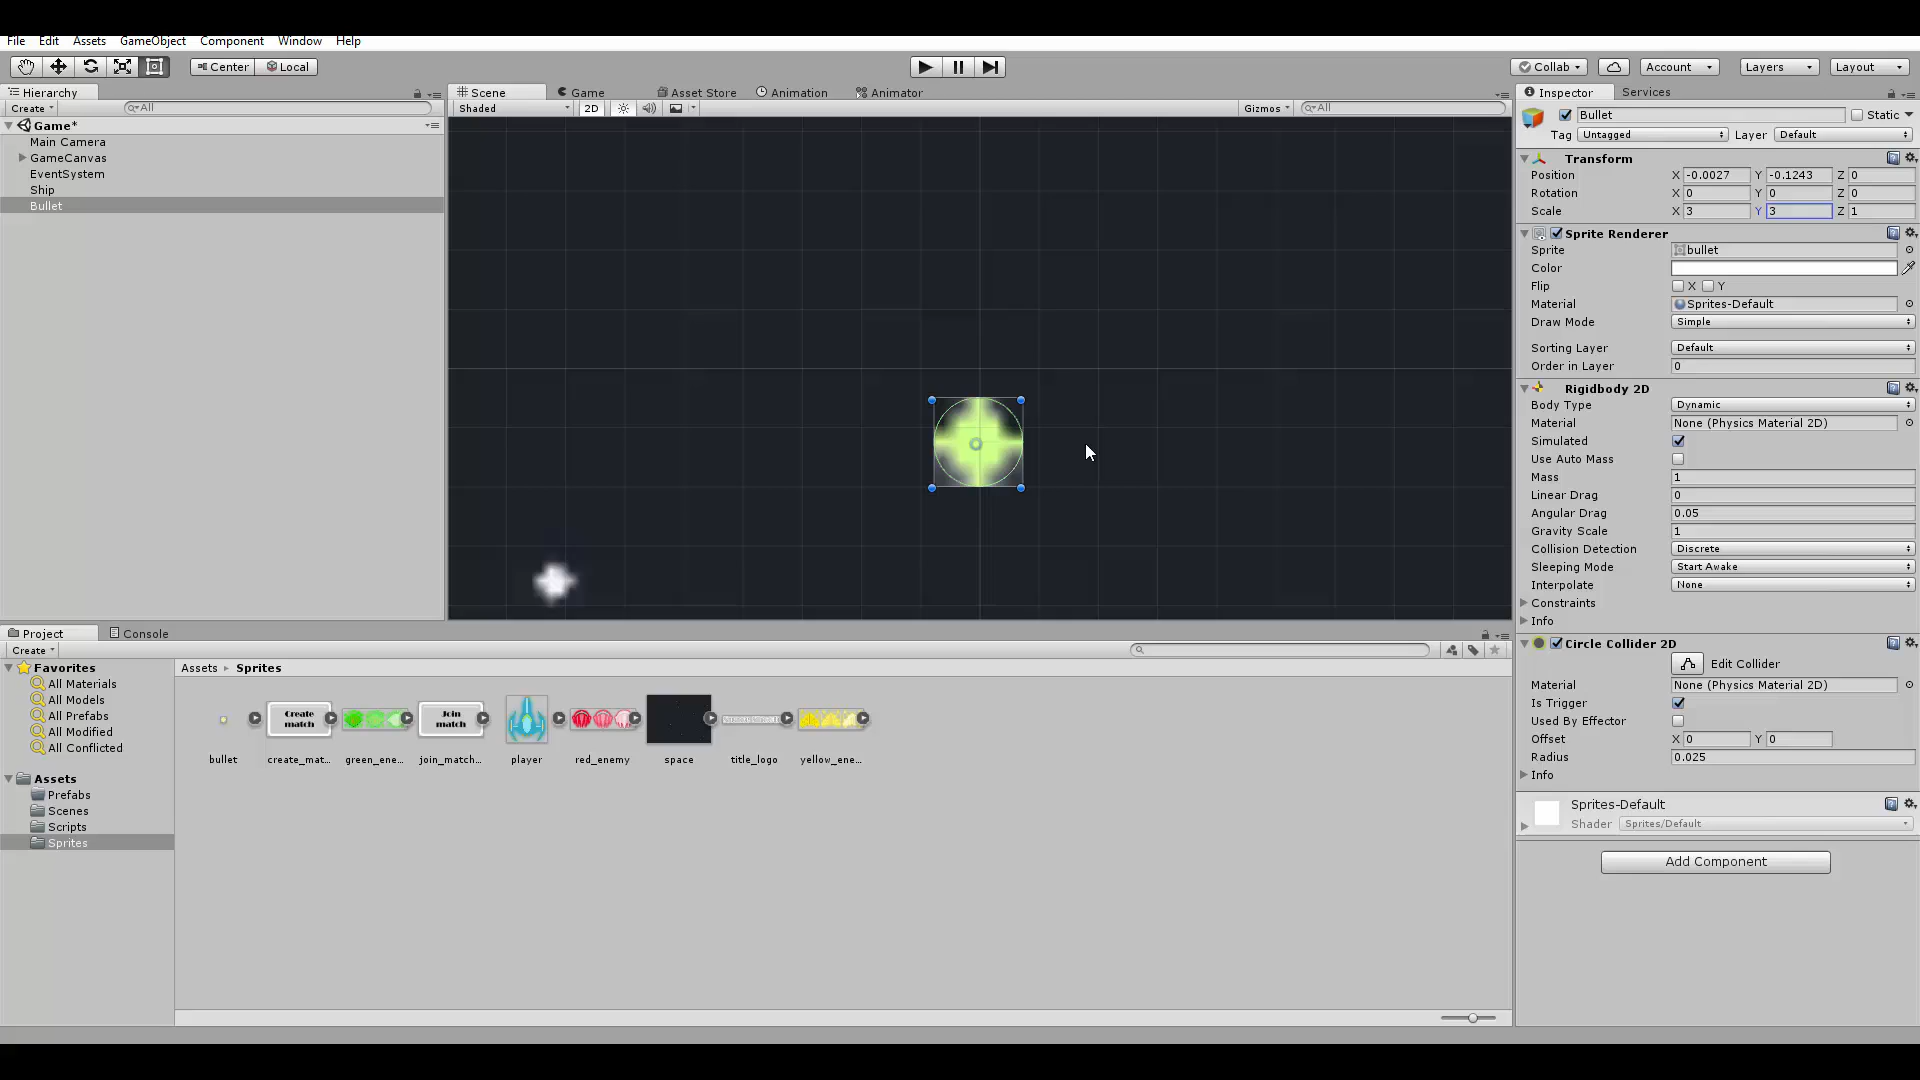 File Edit Assets GameObject Component Window Help
Center Local Collab Account Layers Layout
Hierarchy
Create All
Game*
Main Camera
GameCanvas
EventSystem
Ship
Bullet
Scene Game Asset Store Animation Animator
Shaded 2D Gizmos All
Inspector Services
Bullet Static
Tag Untagged Layer Default
Transform
Position X -0.0027 Y -0.1243 Z 0
Rotation X 0 Y 0 Z 0
Scale X 3 Y 3 Z 1
Sprite Renderer
Sprite bullet
Color
Flip X Y
Material Sprites-Default
Draw Mode Simple
Sorting Layer Default
Order in Layer 0
Rigidbody 2D
Body Type Dynamic
Material None (Physics Material 2D)
Simulated
Use Auto Mass
Mass 1
Linear Drag 0
Angular Drag 0.05
Gravity Scale 1
Collision Detection Discrete
Sleeping Mode Start Awake
Interpolate None
Constraints
Info
Circle Collider 2D
Edit Collider
Material None (Physics Material 2D)
Is Trigger
Used By Effector
Offset X 0 Y 0
Radius 0.025
Info
Sprites-Default
Shader Sprites/Default
Add Component
Project Console
Create
Favorites
All Materials
All Models
All Prefabs
All Modified
All Conflicted
Assets
Prefabs
Scenes
Scripts
Sprites
Assets Sprites
Create match
Join match
bullet create_mat... green_ene... join_match... player red_enemy space title_logo yellow_ene...